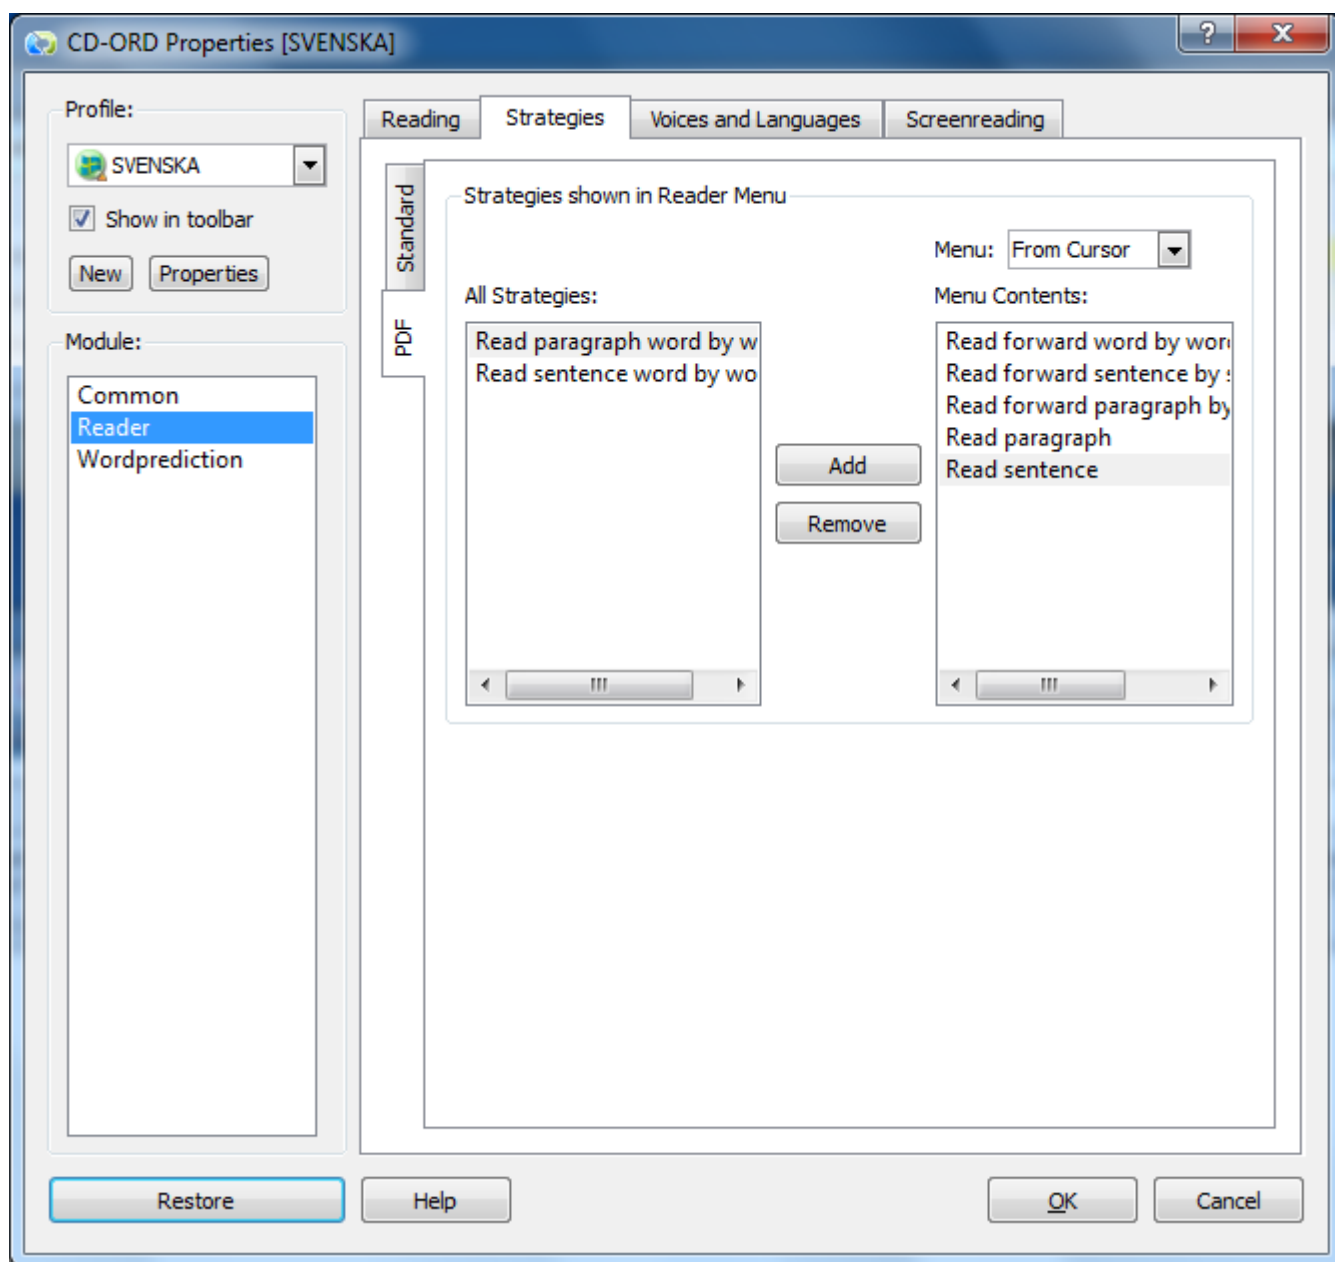 CD-ORD Properties [SVENSKA]
Profile:
SVENSKA
Show in toolbar
New Properties
Module:
Common
Reader
Wordprediction
Reading Strategies Voices and Languages Screenreading
Standard
PDF
Strategies shown in Reader Menu
Menu: From Cursor
All Strategies:
Read paragraph word by w
Read sentence word by wo
Add
Remove
Menu Contents:
Read forward word by wor
Read forward sentence by
Read forward paragraph by
Read paragraph
Read sentence
Restore Help OK Cancel